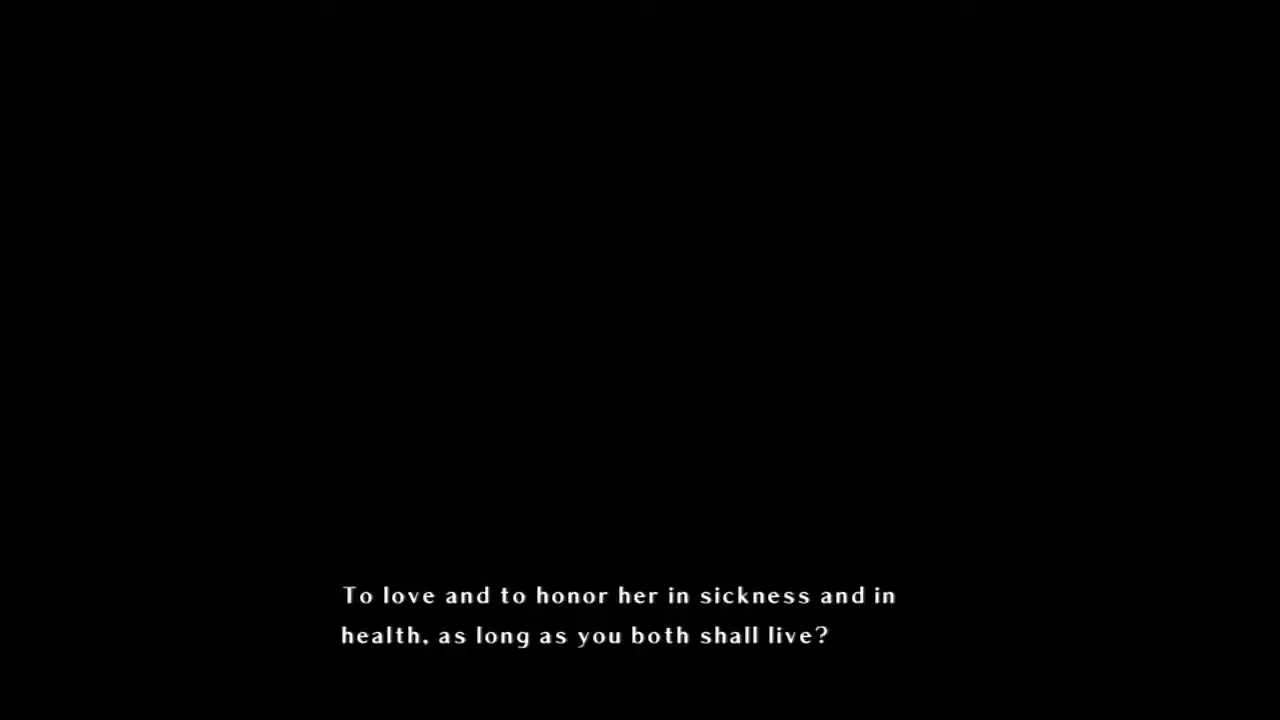 To love and to honor her in sickness and in
health, as long as you both shall live?